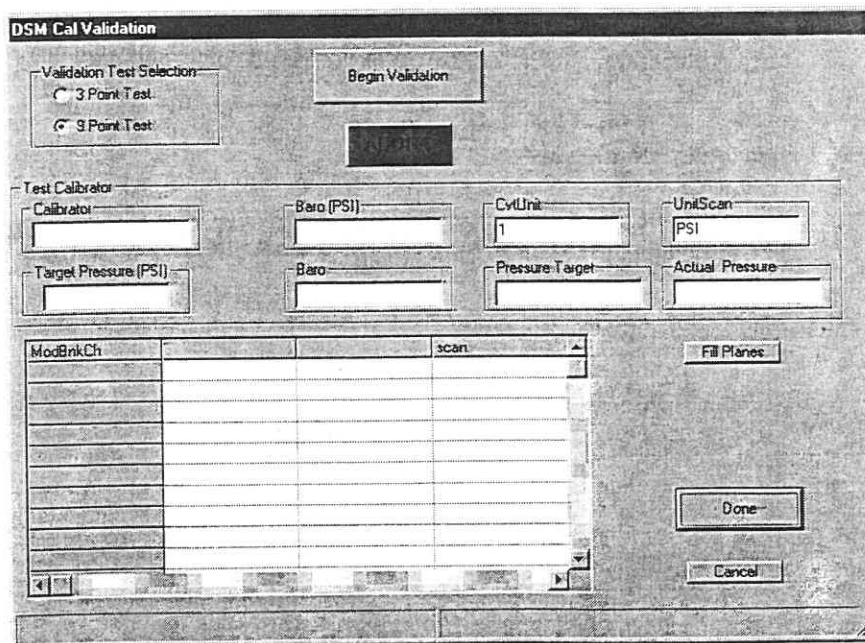 DSM Cal Validation
Validation Test Selection
3 Point Test
9 Point Test
Begin Validation
Test Calibrator
Calibrator
Baro (PSI)
CvtUnit
1
UnitScan
PSI
Target Pressure (PSI)
Baro
Pressure Target
Actual Pressure
ModBnkCh
scan
Fill Planes
Done
Cancel